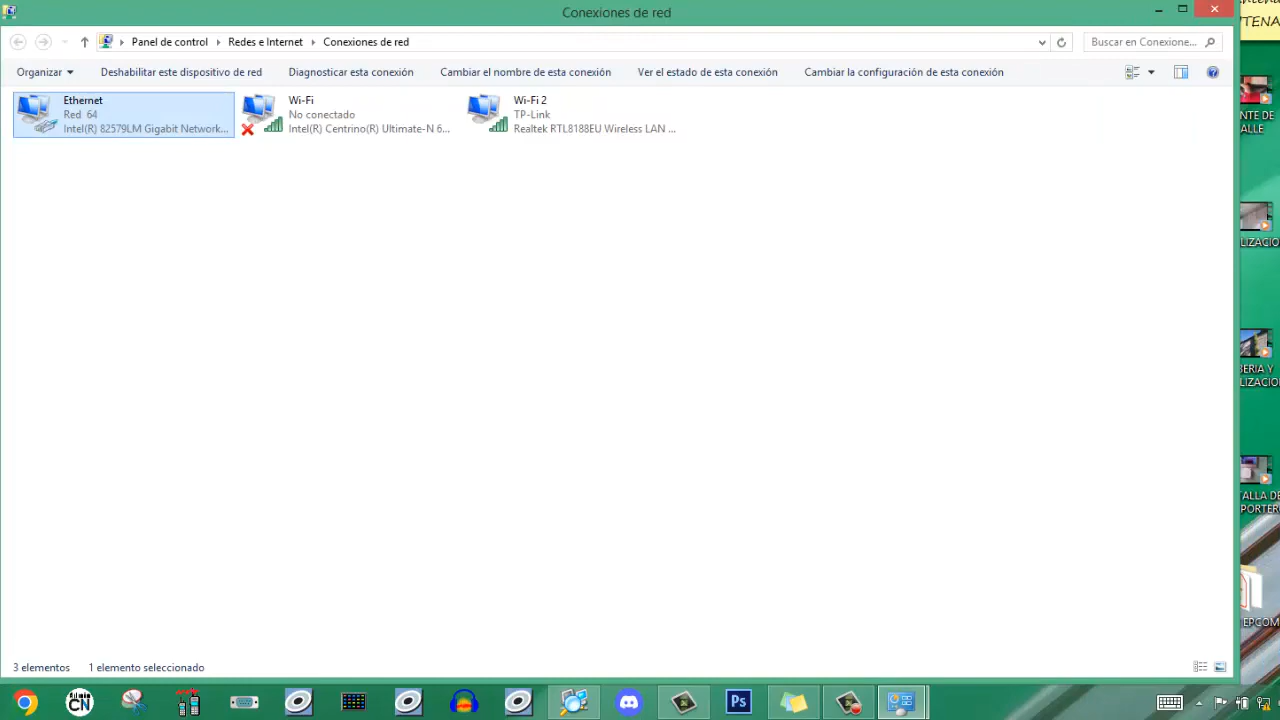 Conexiones de red
Panel de control
Redes e Internet
Conexiones de red
Buscar en Conexione...
Organizar
Deshabilitar este dispositivo de red
Diagnosticar esta conexión
Cambiar el nombre de esta conexión
Ver el estado de esta conexión
Cambiar la configuración de esta conexión
Ethernet
Red 64
Intel(R) 82579LM Gigabit Network...
Wi-Fi
No conectado
Intel(R) Centrino(R) Ultimate-N 6...
Wi-Fi 2
TP-Link
Realtek RTL8188EU Wireless LAN ...
TENA
NTE DE
ALLE
LIZACIO
BERIA Y
LIZACIO
TALLA DE
PORTER
EPCOM
3 elementos
1 elemento seleccionado
CN
Ps